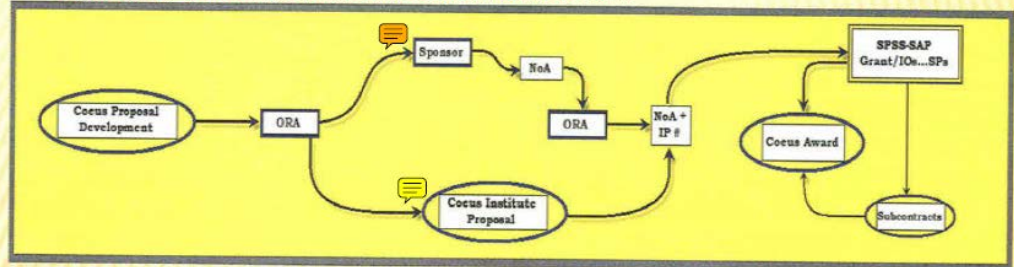 Coeus Proposal
Development
ORA
Sponsor
NoA
ORA
Coeus Institute
Proposal
NoA +
IP #
SPSS-SAP
Grant/IOs...SPs
Coeus Award
Subcontracts